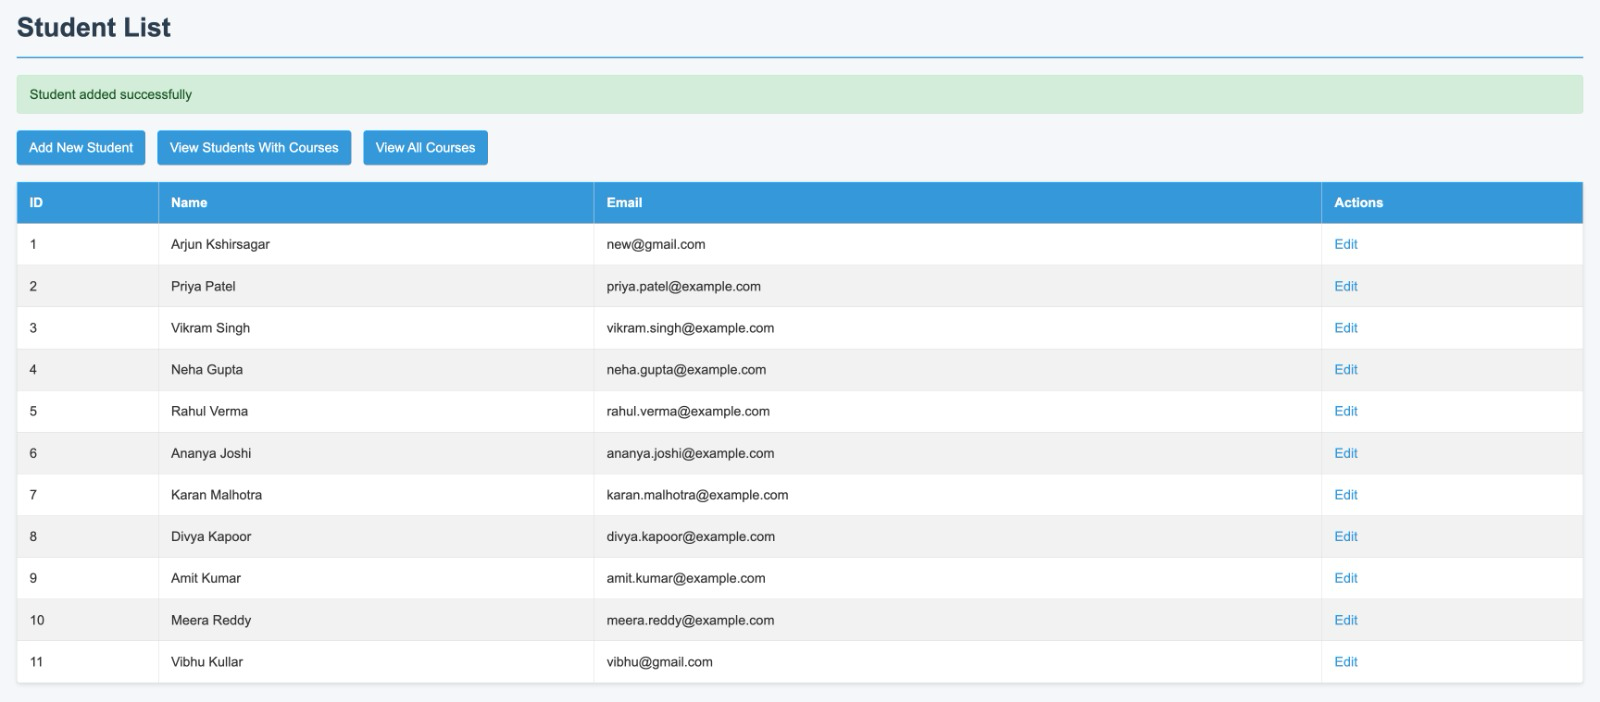 Student List
Student added successfully
Add New Student View Students With Courses View All Courses
ID Name Email Actions
1 Arjun Kshirsagar new@gmail.com Edit
2 Priya Patel priya.patel@example.com Edit
3 Vikram Singh vikram.singh@example.com Edit
4 Neha Gupta neha.gupta@example.com Edit
5 Rahul Verma rahul.verma@example.com Edit
6 Ananya Joshi ananya.joshi@example.com Edit
7 Karan Malhotra karan.malhotra@example.com Edit
8 Divya Kapoor divya.kapoor@example.com Edit
9 Amit Kumar amit.kumar@example.com Edit
10 Meera Reddy meera.reddy@example.com Edit
11 Vibhu Kullar vibhu@gmail.com Edit